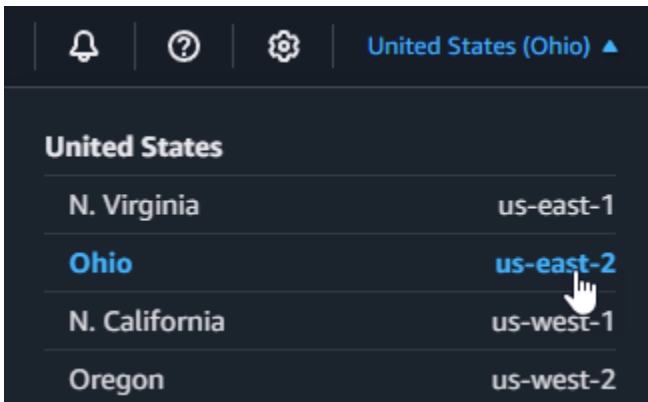 United States (Ohio) ▲
United States
N. Virginia us-east-1
Ohio us-east-2
N. California us-west-1
Oregon us-west-2